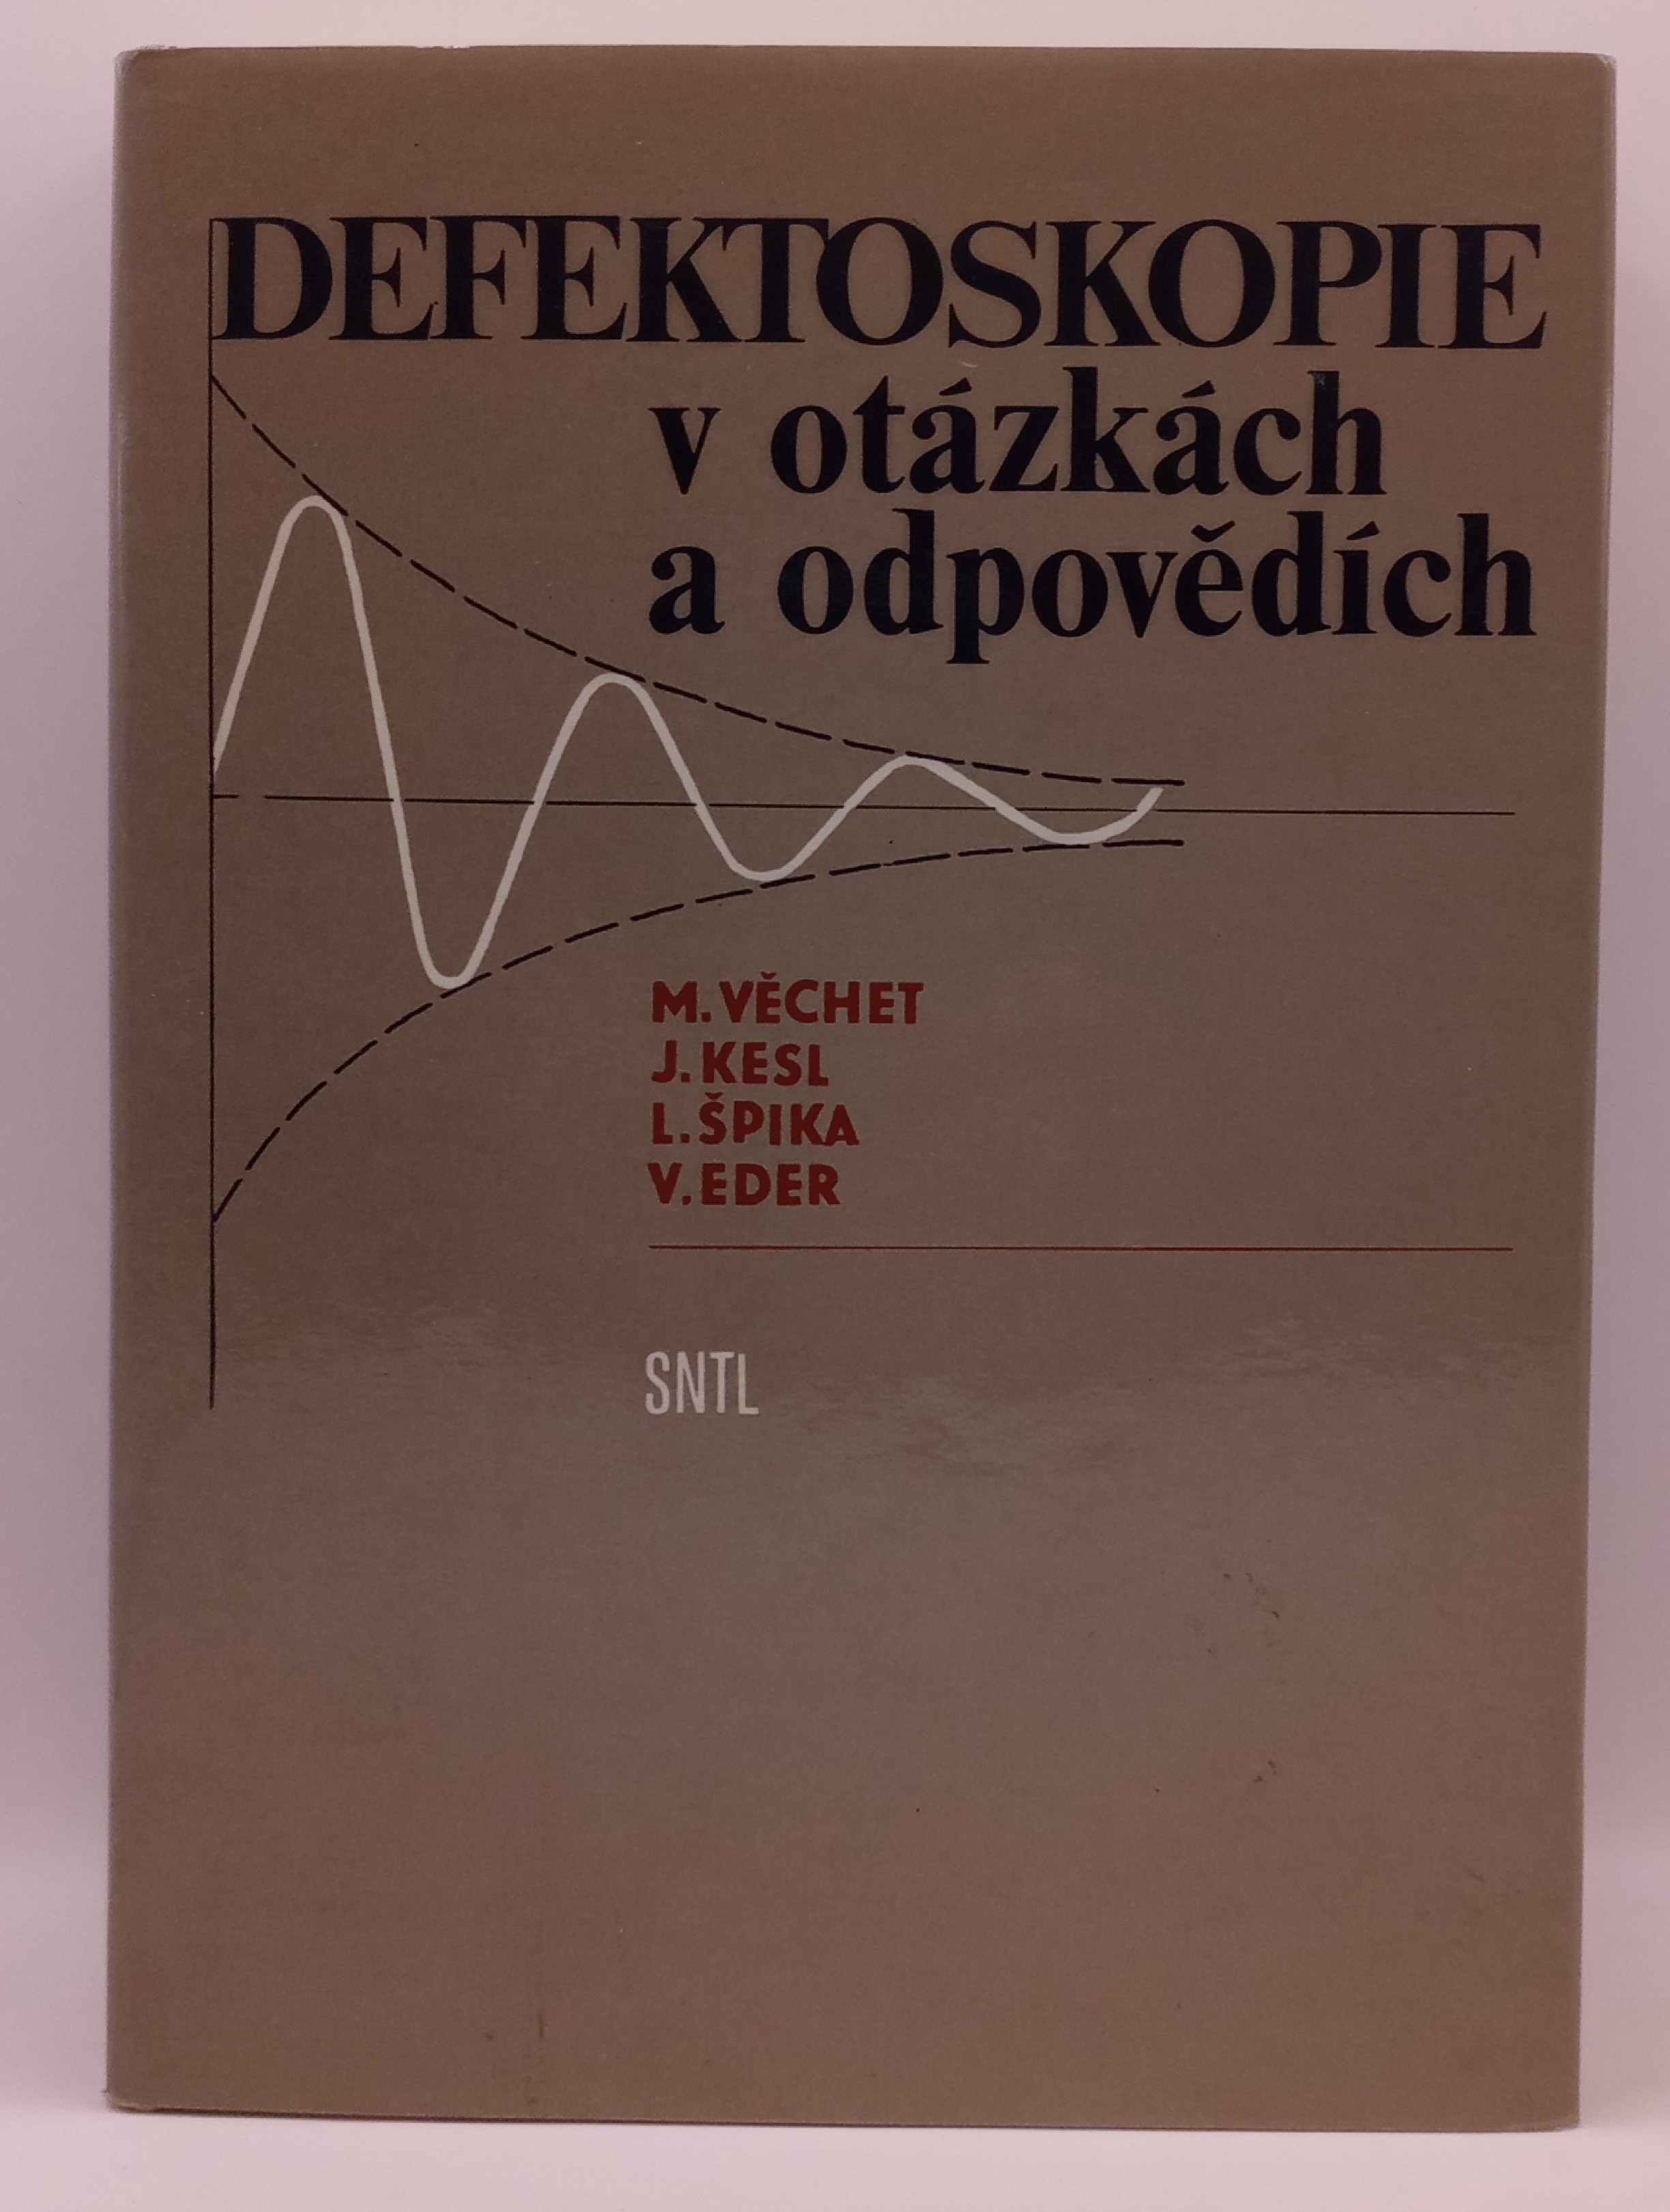 DEFEKTOSKOPIE
v otázkách
a odpovědích
M. VĚCHET
J. KESL
L. ŠPIKA
V. EDER
SNTL